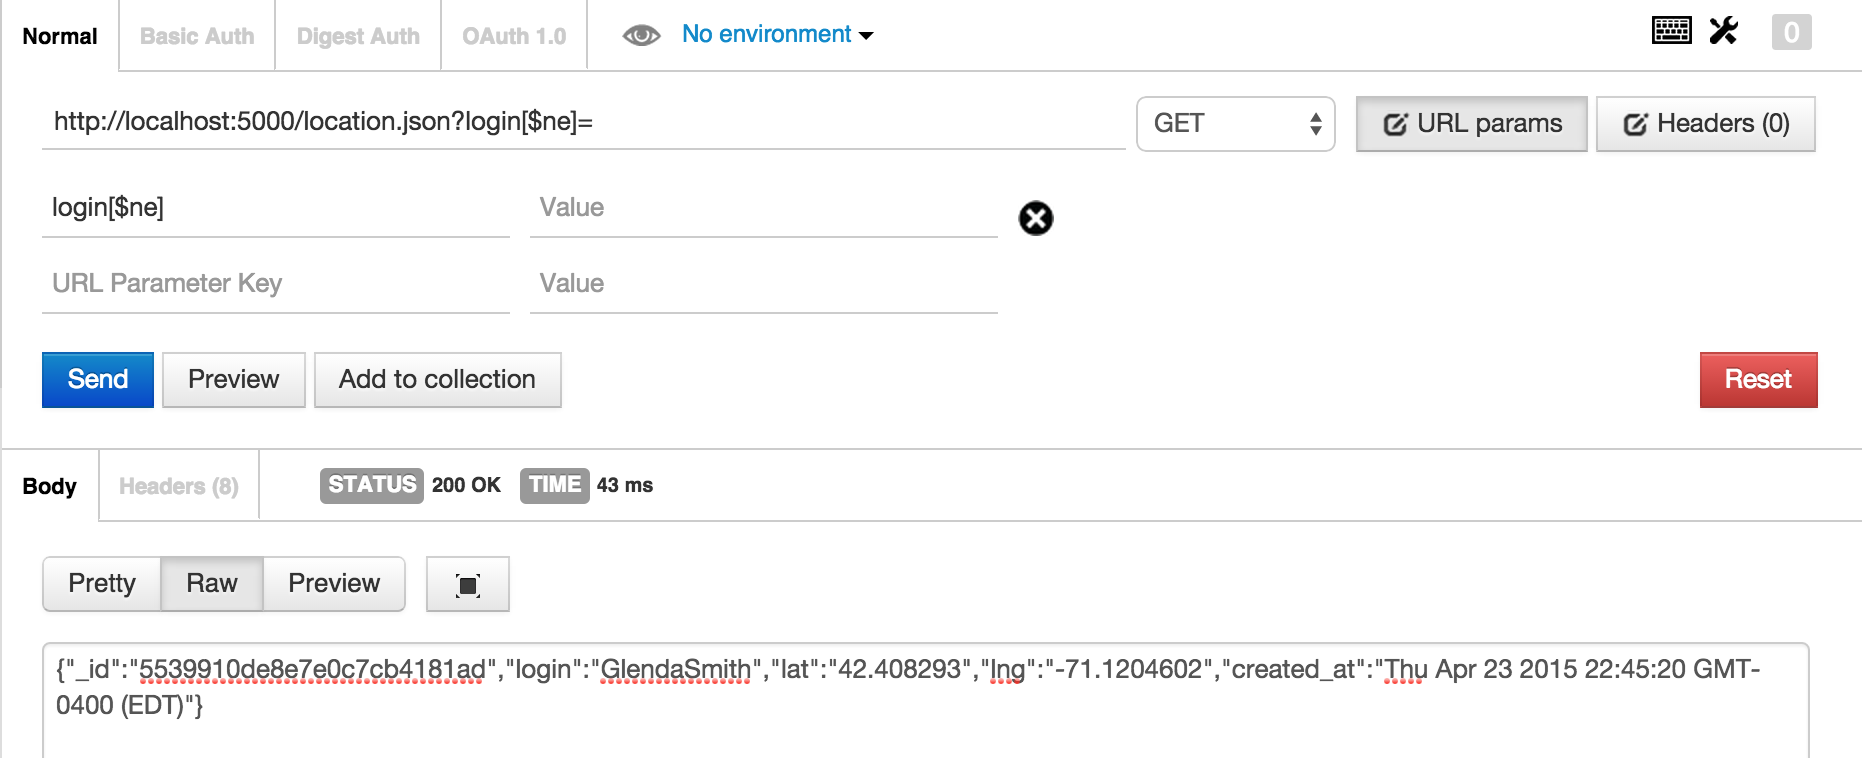 Normal Basic Auth Digest Auth OAuth 1.0 No environment 0
http://localhost:5000/location.json?login[$ne]= GET URL params Headers (0)
login[$ne] Value
URL Parameter Key Value
Send Preview Add to collection Reset
Body Headers (8) STATUS 200 OK TIME 43 ms
Pretty Raw Preview
{"_id":"5539910de8e7e0c7cb4181ad","login":"GlendaSmith","lat":"42.408293","lng":"-71.1204602","created_at":"Thu Apr 23 2015 22:45:20 GMT-
0400 (EDT)"}